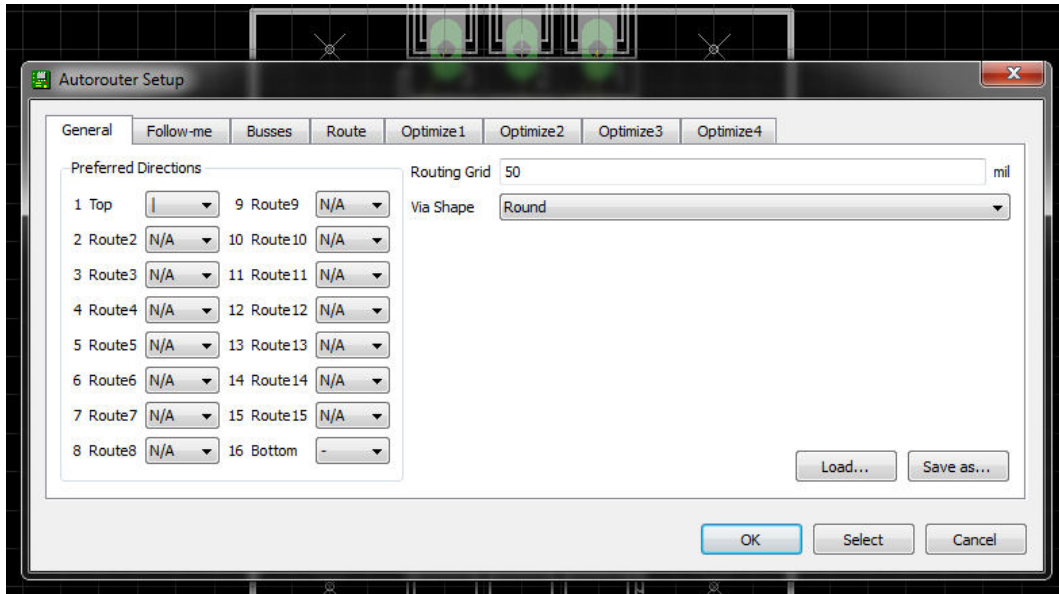 Autorouter Setup
x
General Follow-me Busses Route Optimize1 Optimize2 Optimize3 Optimize4
Preferred Directions
Routing Grid 50 mil
1 Top | 9 Route9 N/A
Via Shape Round
2 Route2 N/A 10 Route10 N/A
3 Route3 N/A 11 Route11 N/A
4 Route4 N/A 12 Route12 N/A
5 Route5 N/A 13 Route13 N/A
6 Route6 N/A 14 Route14 N/A
7 Route7 N/A 15 Route15 N/A
8 Route8 N/A 16 Bottom -
Load... Save as...
OK Select Cancel